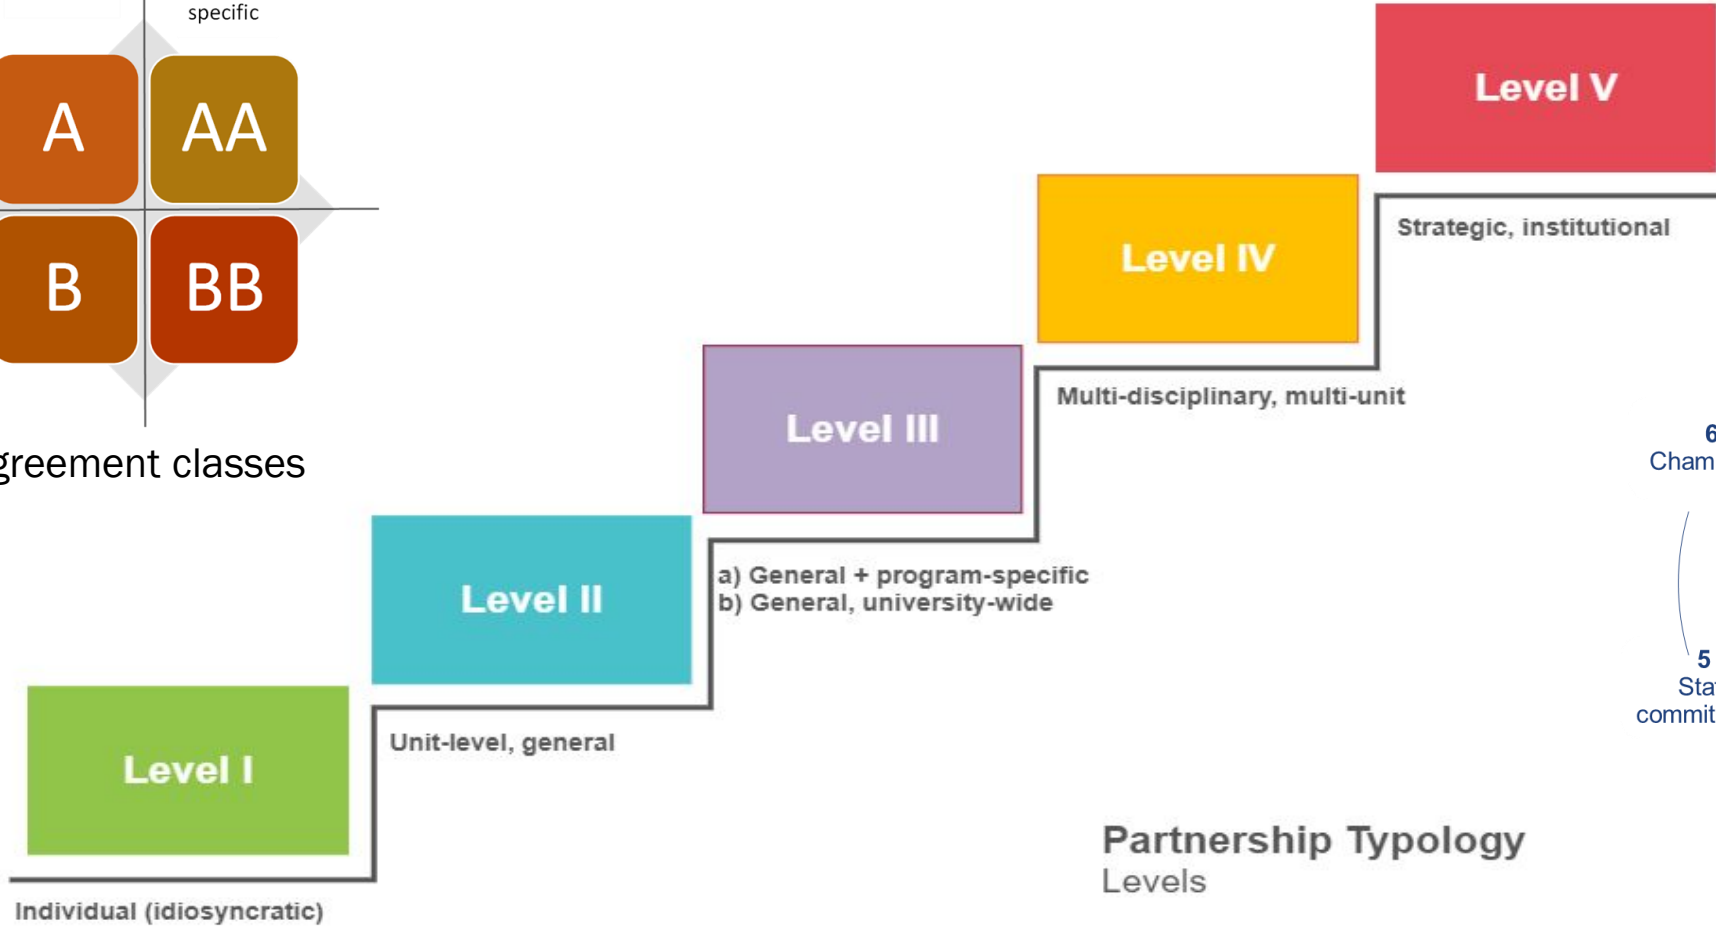 specific
A AA
B BB
greement classes
Level V
Strategic, institutional
Level IV
Multi-disciplinary, multi-unit
Level III
a) General + program-specific
b) General, university-wide
Level II
Unit-level, general
Level I
Individual (idiosyncratic)
Partnership Typology
Levels
6
Cham
5
Sta
commit